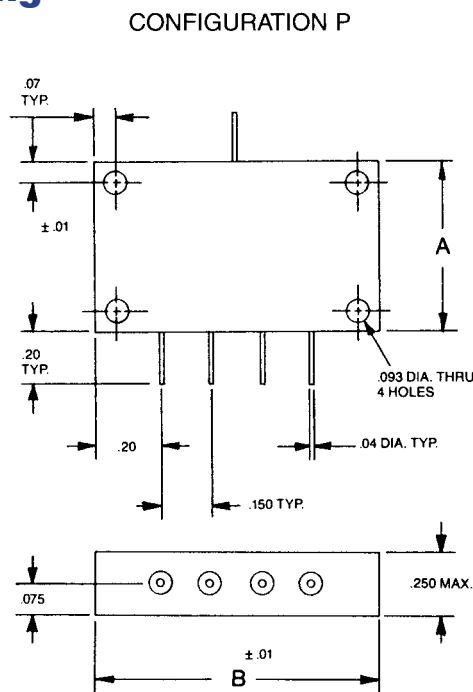 CONFIGURATION P
.07
TYP.
± .01
A
.20
TYP.
.093 DIA. THRU
4 HOLES
.20
.04 DIA. TYP.
.150 TYP.
.075
.250 MAX.
± .01
B